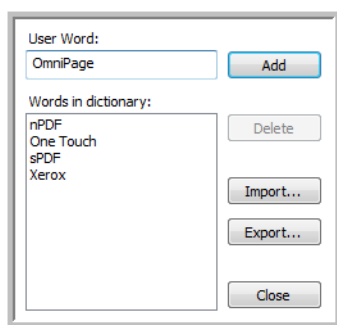 User Word:
OmniPage
Add
Words in dictionary:
nPDF
One Touch
sPDF
Xerox
Delete
Import...
Export...
Close